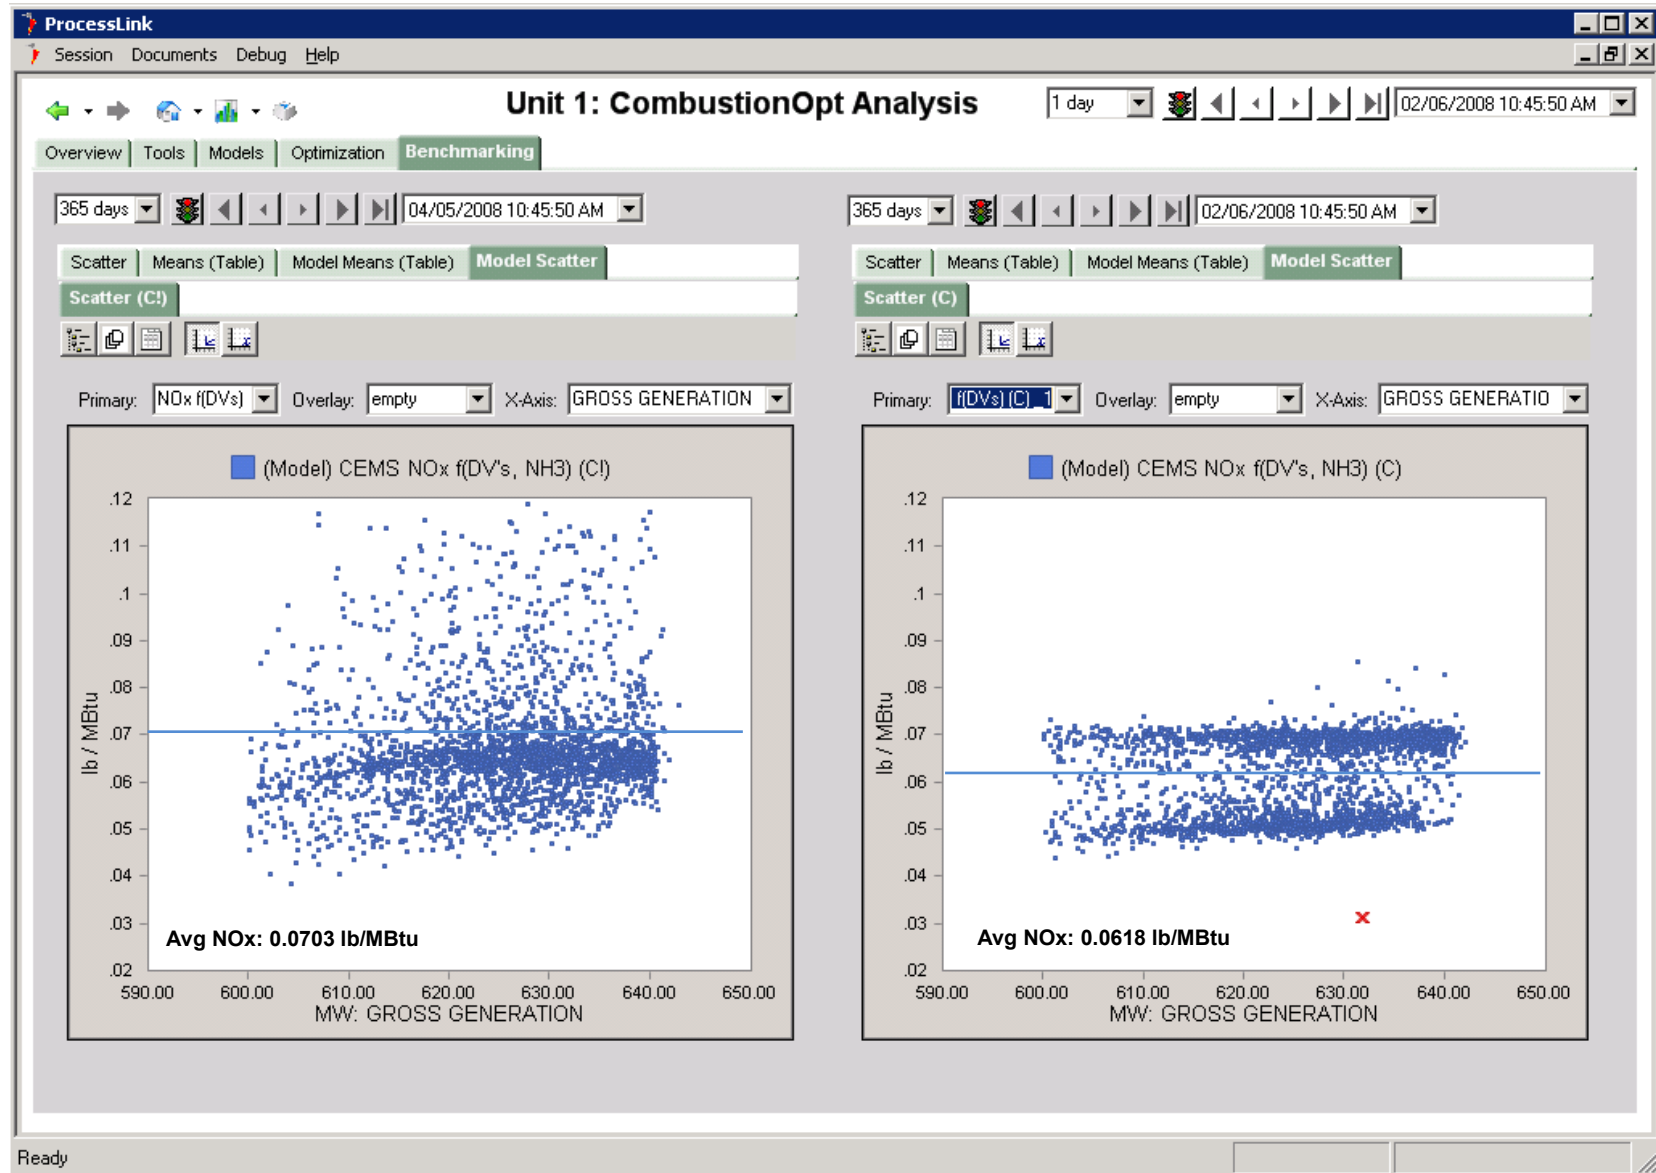 ProcessLink
Session Documents Debug Help
Unit 1: CombustionOpt Analysis
1 day
02/06/2008 10:45:50 AM
Overview Tools Models Optimization Benchmarking
365 days
04/05/2008 10:45:50 AM
Scatter Means (Table) Model Means (Table) Model Scatter
Scatter (C!)
Primary: NOx f(DVs) Overlay: empty X-Axis: GROSS GENERATION
(Model) CEMS NOx f(DV's, NH3) (C!)
.12
.11
.1
.09
.08
.07
.06
.05
.04
.03
.02
lb / MBtu
Avg NOx: 0.0703 lb/MBtu
590.00 600.00 610.00 620.00 630.00 640.00 650.00
MW: GROSS GENERATION
365 days
02/06/2008 10:45:50 AM
Scatter Means (Table) Model Means (Table) Model Scatter
Scatter (C)
Primary: f(DVs) (C)_1 Overlay: empty X-Axis: GROSS GENERATIO
(Model) CEMS NOx f(DV's, NH3) (C)
.12
.11
.1
.09
.08
.07
.06
.05
.04
.03
.02
lb / MBtu
Avg NOx: 0.0618 lb/MBtu
590.00 600.00 610.00 620.00 630.00 640.00 650.00
MW: GROSS GENERATION
Ready